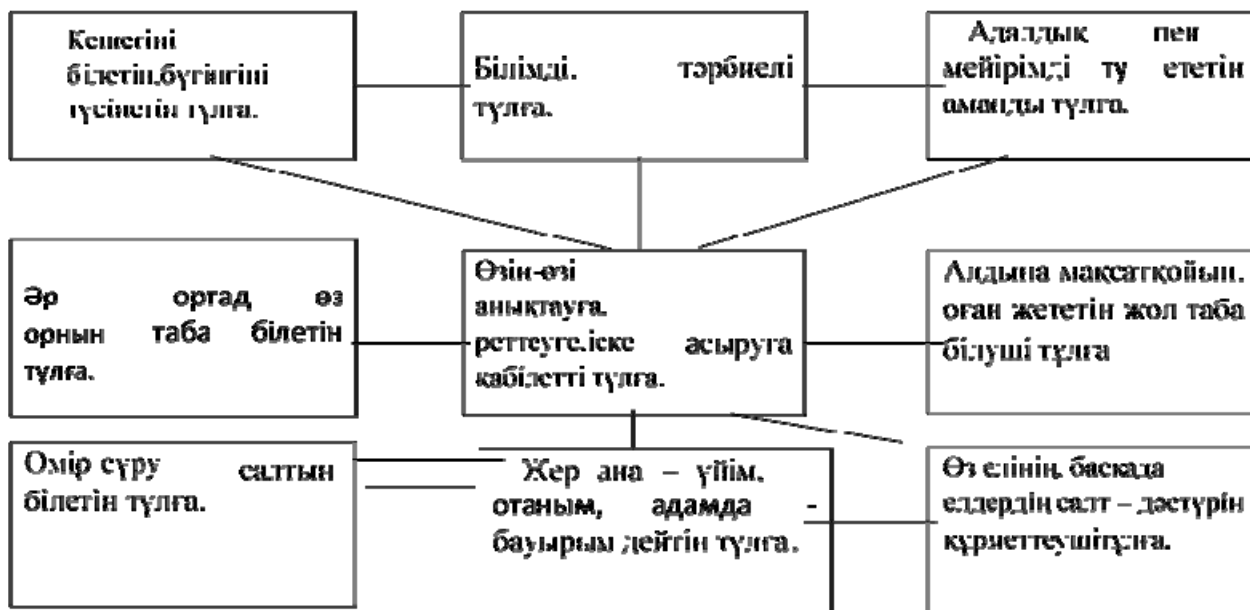 Кешегіні
білетін,бүгінгіні
түсінетін тұлға.
Білімді, тәрбиелі
тұлға.
Адалдық пен
мейірімді ту ететін
аманды тұлға.
Әр ортад өз
орнын таба білетін
тұлға.
Өзін-өзі
анықтауға,
реттеуге,іске асыруға
қабілетті тұлға.
Алдына мақсатқойып,
оған жететін жол таба
білуші тұлға
Өмір сүру салтын
білетін тұлға.
Жер ана – үйім,
отаным, адамда -
бауырым дейтін тұлға.
Өз елінің, басқада
елдердің салт – дәстүрін
құрметтеушітұлға.